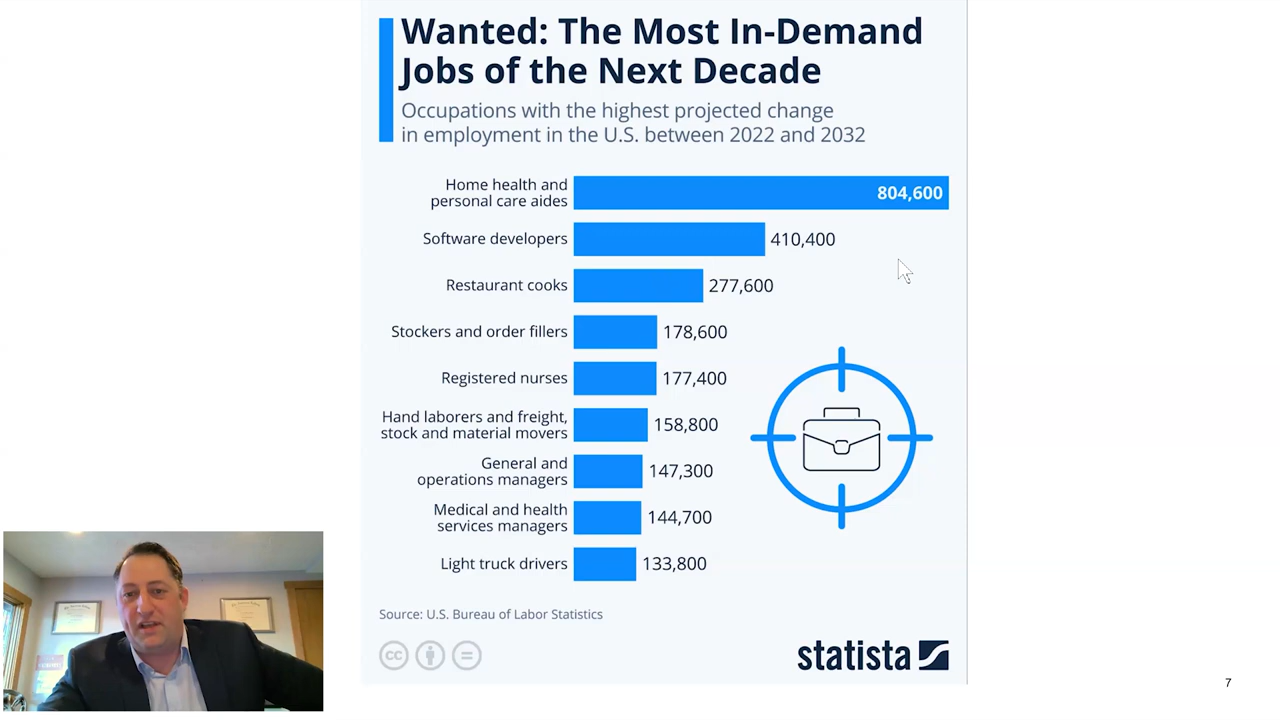 Wanted: The Most In-Demand
Jobs of the Next Decade
Occupations with the highest projected change
in employment in the U.S. between 2022 and 2032
Home health and
personal care aides
804,600
Software developers
410,400
Restaurant cooks
277,600
Stockers and order fillers
178,600
Registered nurses
177,400
Hand laborers and freight,
stock and material movers
158,800
General and
operations managers
147,300
Medical and health
services managers
144,700
Light truck drivers
133,800
Source: U.S. Bureau of Labor Statistics
cc
statista
7